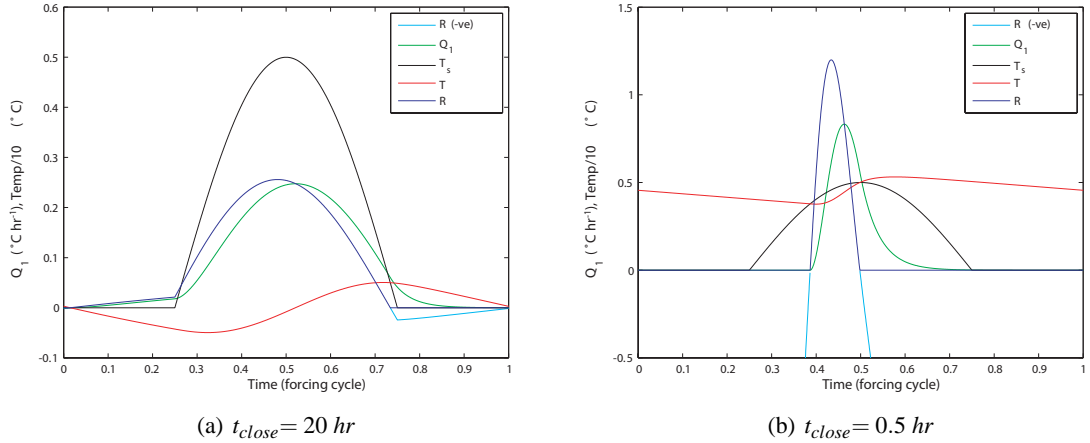 0.6
0.5
0.4
0.3
0.2
0.1
0
-0.1
Q₁ (°C hr⁻¹), Temp/10 (°C)
R (-ve)
Q₁
Tₛ
T
R
0 0.1 0.2 0.3 0.4 0.5 0.6 0.7 0.8 0.9 1
Time (forcing cycle)
(a) t_close= 20 hr
1.5
1
0.5
0
-0.5
Q₁ (°C hr⁻¹), Temp/10 (°C)
R (-ve)
Q₁
Tₛ
T
R
0 0.1 0.2 0.3 0.4 0.5 0.6 0.7 0.8 0.9 1
Time (forcing cycle)
(b) t_close= 0.5 hr